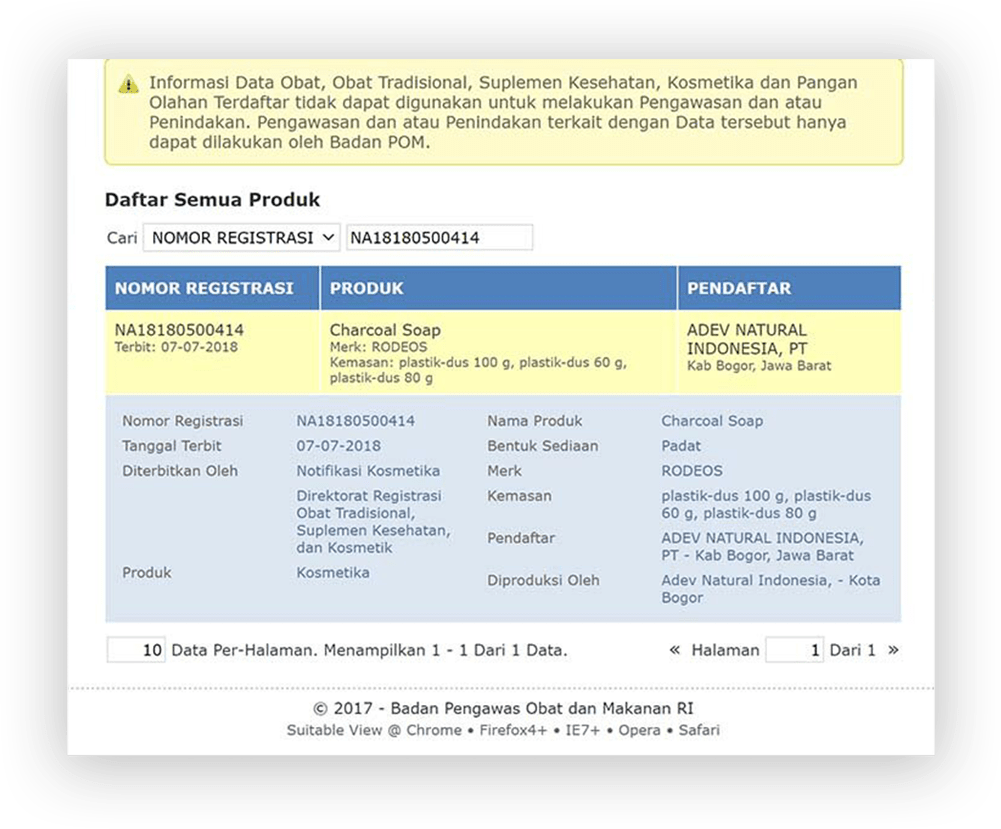 Informasi Data Obat, Obat Tradisional, Suplemen Kesehatan, Kosmetika dan Pangan
Olahan Terdaftar tidak dapat digunakan untuk melakukan Pengawasan dan atau
Penindakan. Pengawasan dan atau Penindakan terkait dengan Data tersebut hanya
dapat dilakukan oleh Badan POM.
Daftar Semua Produk
Cari NOMOR REGISTRASI NA18180500414
NOMOR REGISTRASI PRODUK PENDAFTAR
NA18180500414
Terbit: 07-07-2018
Charcoal Soap
Merk: RODEOS
Kemasan: plastik-dus 100 g, plastik-dus 60 g,
plastik-dus 80 g
ADEV NATURAL
INDONESIA, PT
Kab Bogor, Jawa Barat
Nomor Registrasi NA18180500414
Tanggal Terbit 07-07-2018
Diterbitkan Oleh Notifikasi Kosmetika
Direktorat Registrasi
Obat Tradisional,
Suplemen Kesehatan,
dan Kosmetik
Produk Kosmetika
Nama Produk Charcoal Soap
Bentuk Sediaan Padat
Merk RODEOS
Kemasan plastik-dus 100 g, plastik-dus
60 g, plastik-dus 80 g
Pendaftar ADEV NATURAL INDONESIA,
PT - Kab Bogor, Jawa Barat
Diproduksi Oleh Adev Natural Indonesia, - Kota
Bogor
10 Data Per-Halaman. Menampilkan 1 - 1 Dari 1 Data. « Halaman 1 Dari 1 »
© 2017 - Badan Pengawas Obat dan Makanan RI
Suitable View @ Chrome • Firefox4+ • IE7+ • Opera • Safari